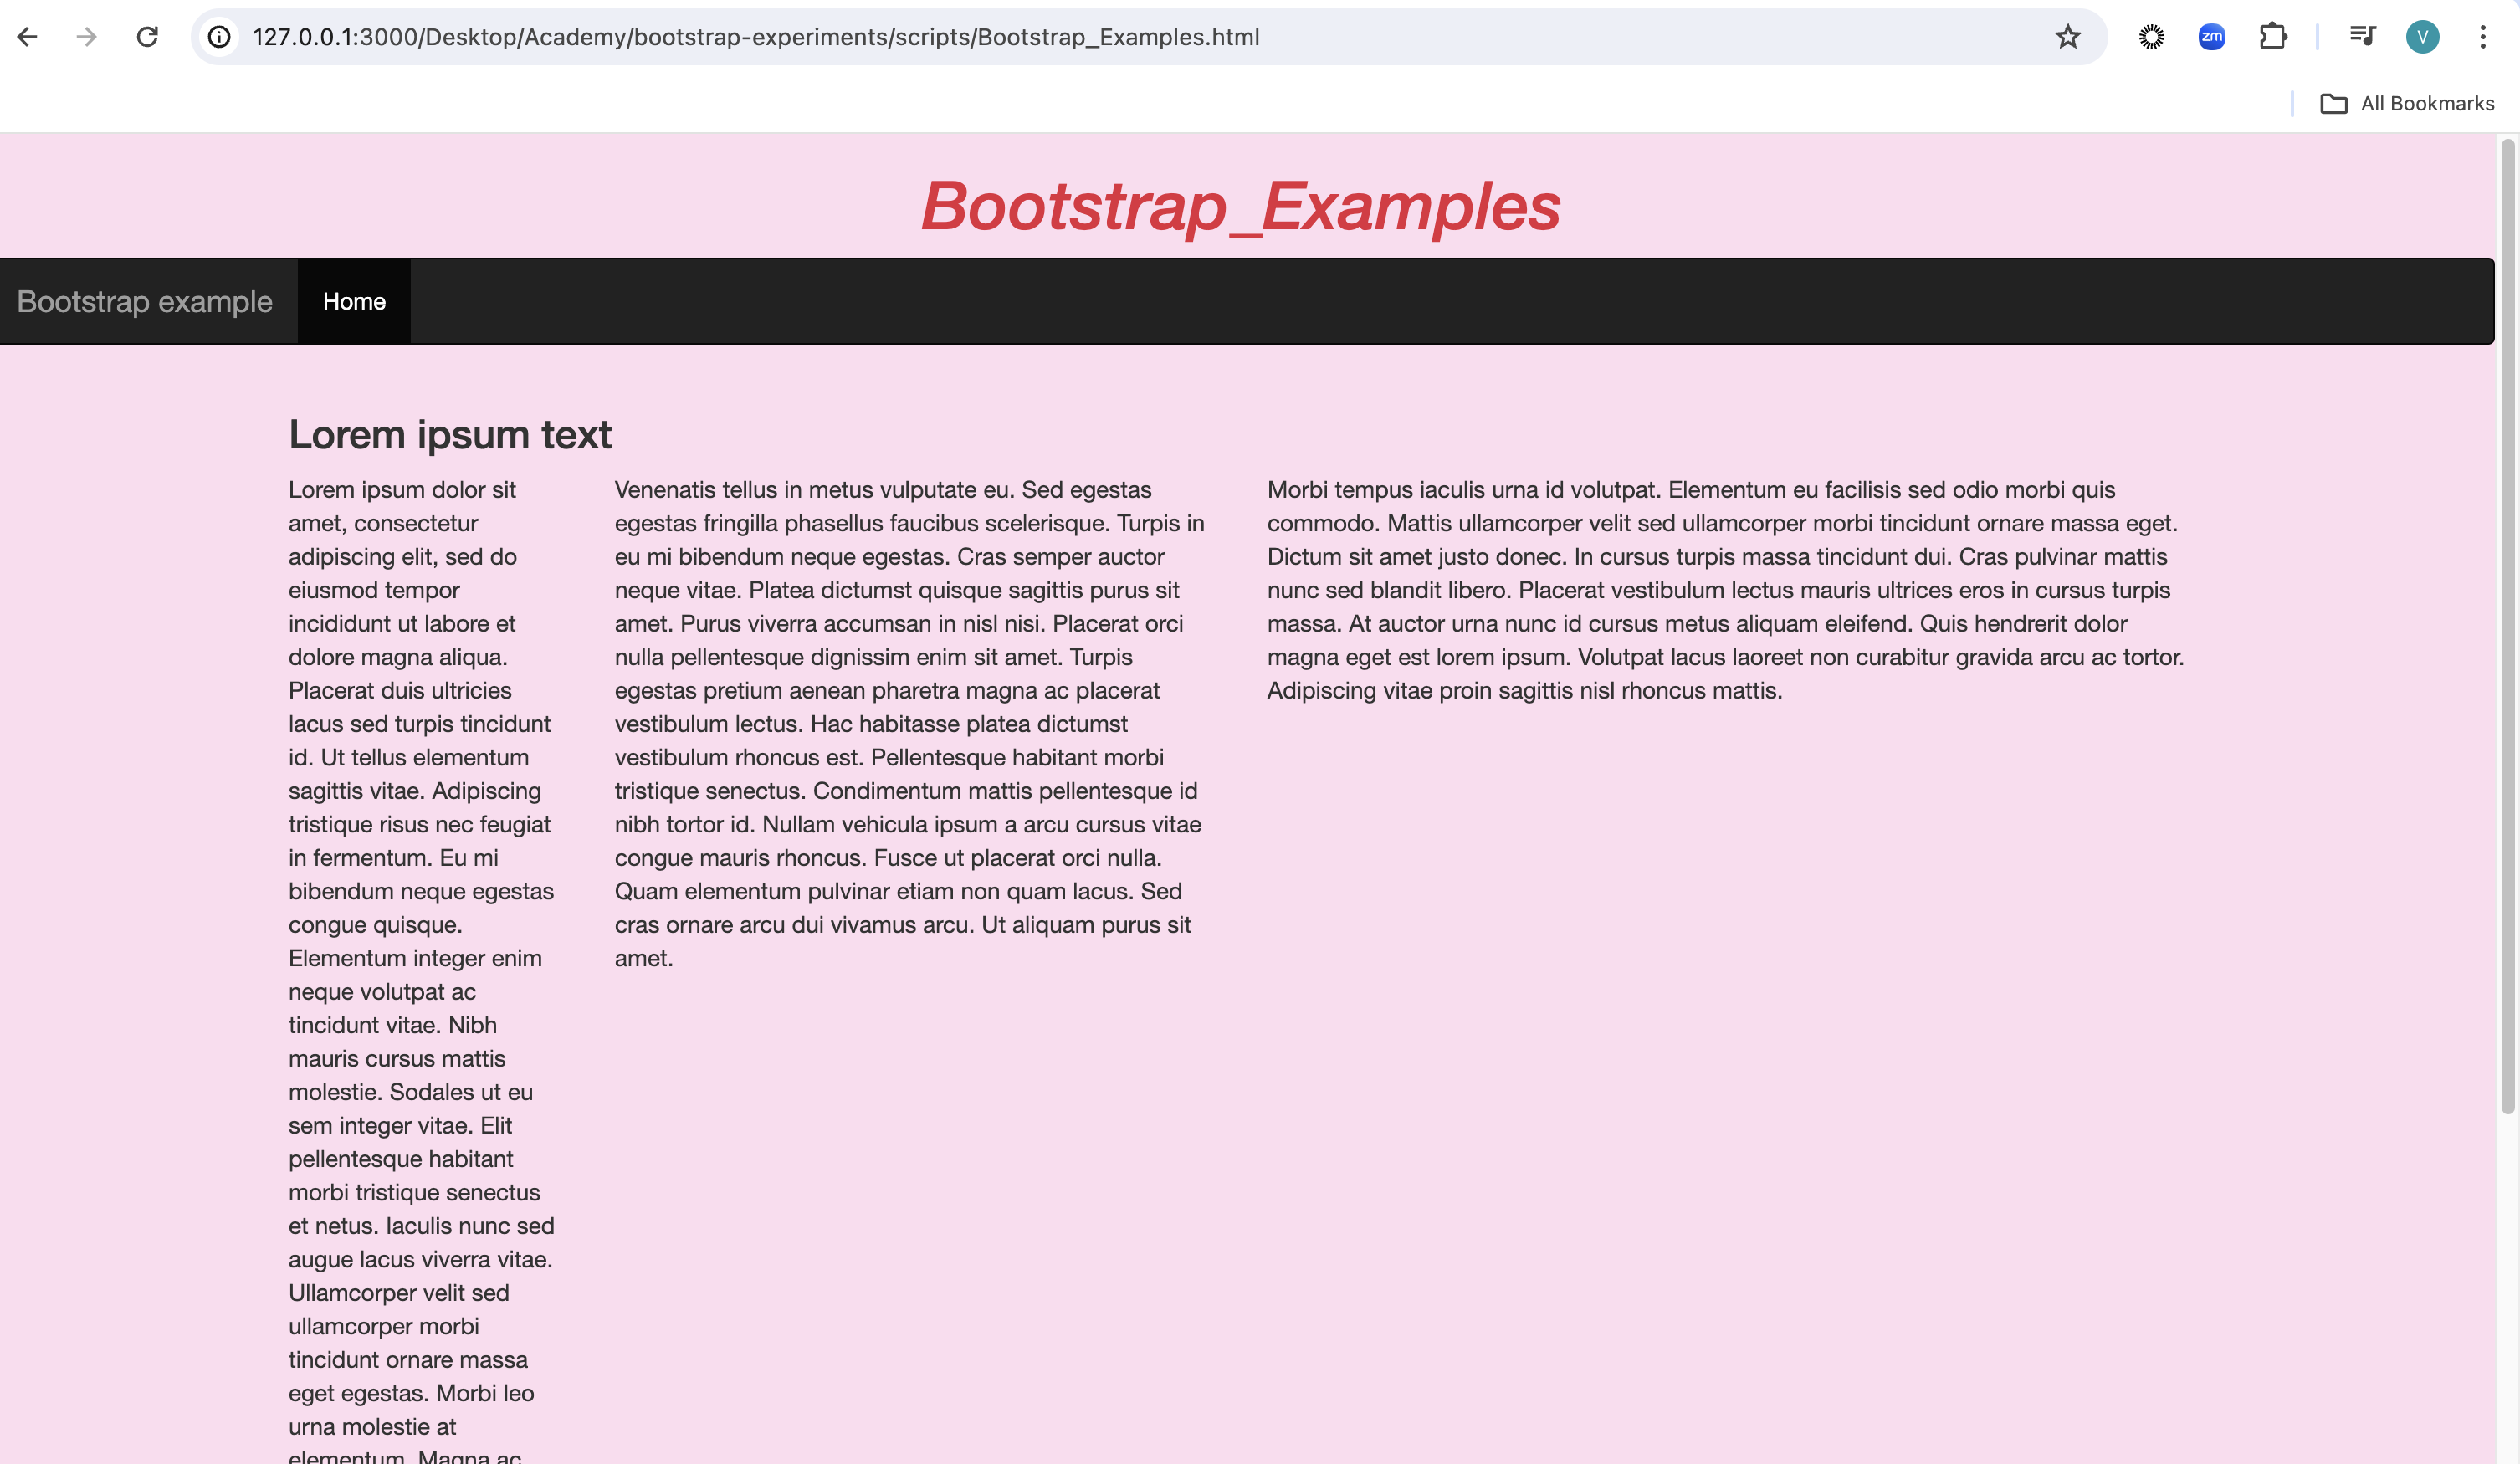 127.0.0.1:3000/Desktop/Academy/bootstrap-experiments/scripts/Bootstrap_Examples.html
zm
V
All Bookmarks
Bootstrap_Examples
Bootstrap example
Home
Lorem ipsum text
Lorem ipsum dolor sit
amet, consectetur
adipiscing elit, sed do
eiusmod tempor
incididunt ut labore et
dolore magna aliqua.
Placerat duis ultricies
lacus sed turpis tincidunt
id. Ut tellus elementum
sagittis vitae. Adipiscing
tristique risus nec feugiat
in fermentum. Eu mi
bibendum neque egestas
congue quisque.
Elementum integer enim
neque volutpat ac
tincidunt vitae. Nibh
mauris cursus mattis
molestie. Sodales ut eu
sem integer vitae. Elit
pellentesque habitant
morbi tristique senectus
et netus. Iaculis nunc sed
augue lacus viverra vitae.
Ullamcorper velit sed
ullamcorper morbi
tincidunt ornare massa
eget egestas. Morbi leo
urna molestie at
elementum. Magna ac
Venenatis tellus in metus vulputate eu. Sed egestas
egestas fringilla phasellus faucibus scelerisque. Turpis in
eu mi bibendum neque egestas. Cras semper auctor
neque vitae. Platea dictumst quisque sagittis purus sit
amet. Purus viverra accumsan in nisl nisi. Placerat orci
nulla pellentesque dignissim enim sit amet. Turpis
egestas pretium aenean pharetra magna ac placerat
vestibulum lectus. Hac habitasse platea dictumst
vestibulum rhoncus est. Pellentesque habitant morbi
tristique senectus. Condimentum mattis pellentesque id
nibh tortor id. Nullam vehicula ipsum a arcu cursus vitae
congue mauris rhoncus. Fusce ut placerat orci nulla.
Quam elementum pulvinar etiam non quam lacus. Sed
cras ornare arcu dui vivamus arcu. Ut aliquam purus sit
amet.
Morbi tempus iaculis urna id volutpat. Elementum eu facilisis sed odio morbi quis
commodo. Mattis ullamcorper velit sed ullamcorper morbi tincidunt ornare massa eget.
Dictum sit amet justo donec. In cursus turpis massa tincidunt dui. Cras pulvinar mattis
nunc sed blandit libero. Placerat vestibulum lectus mauris ultrices eros in cursus turpis
massa. At auctor urna nunc id cursus metus aliquam eleifend. Quis hendrerit dolor
magna eget est lorem ipsum. Volutpat lacus laoreet non curabitur gravida arcu ac tortor.
Adipiscing vitae proin sagittis nisl rhoncus mattis.